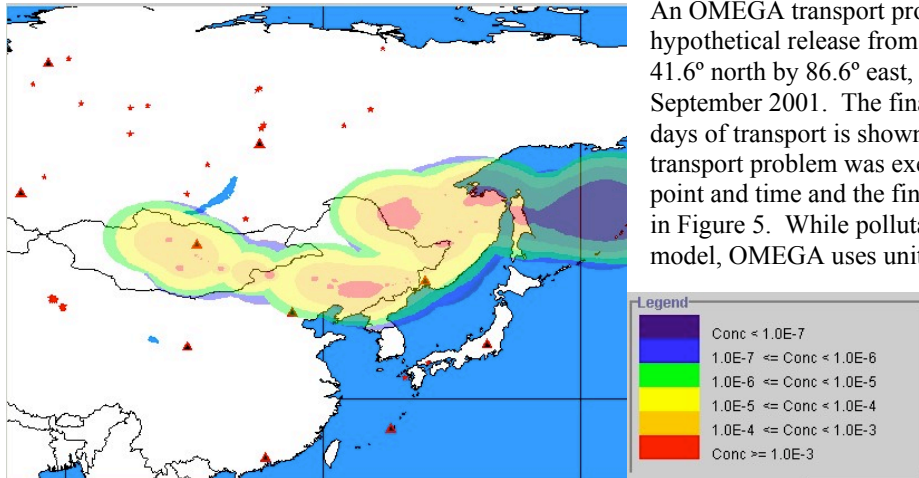 An OMEGA transport pro
hypothetical release from
41.6º north by 86.6º east,
September 2001. The fina
days of transport is shown
transport problem was exe
point and time and the fin
in Figure 5. While polluta
model, OMEGA uses unit
Legend
Conc < 1.0E-7
1.0E-7 <= Conc < 1.0E-6
1.0E-6 <= Conc < 1.0E-5
1.0E-5 <= Conc < 1.0E-4
1.0E-4 <= Conc < 1.0E-3
Conc >= 1.0E-3